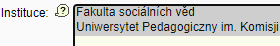 Instituce: (?) Fakulta sociálních věd
Uniwersytet Pedagogiczny im. Komisji